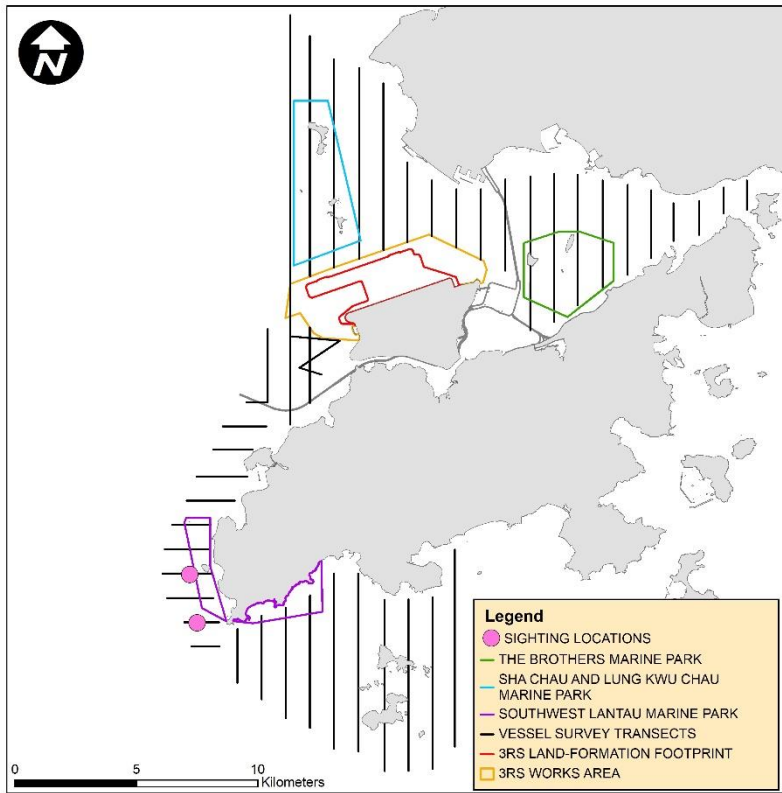 N
Legend
SIGHTING LOCATIONS
THE BROTHERS MARINE PARK
SHA CHAU AND LUNG KWU CHAU
MARINE PARK
SOUTHWEST LANTAU MARINE PARK
VESSEL SURVEY TRANSECTS
3RS LAND-FORMATION FOOTPRINT
3RS WORKS AREA
0 5 10
Kilometers